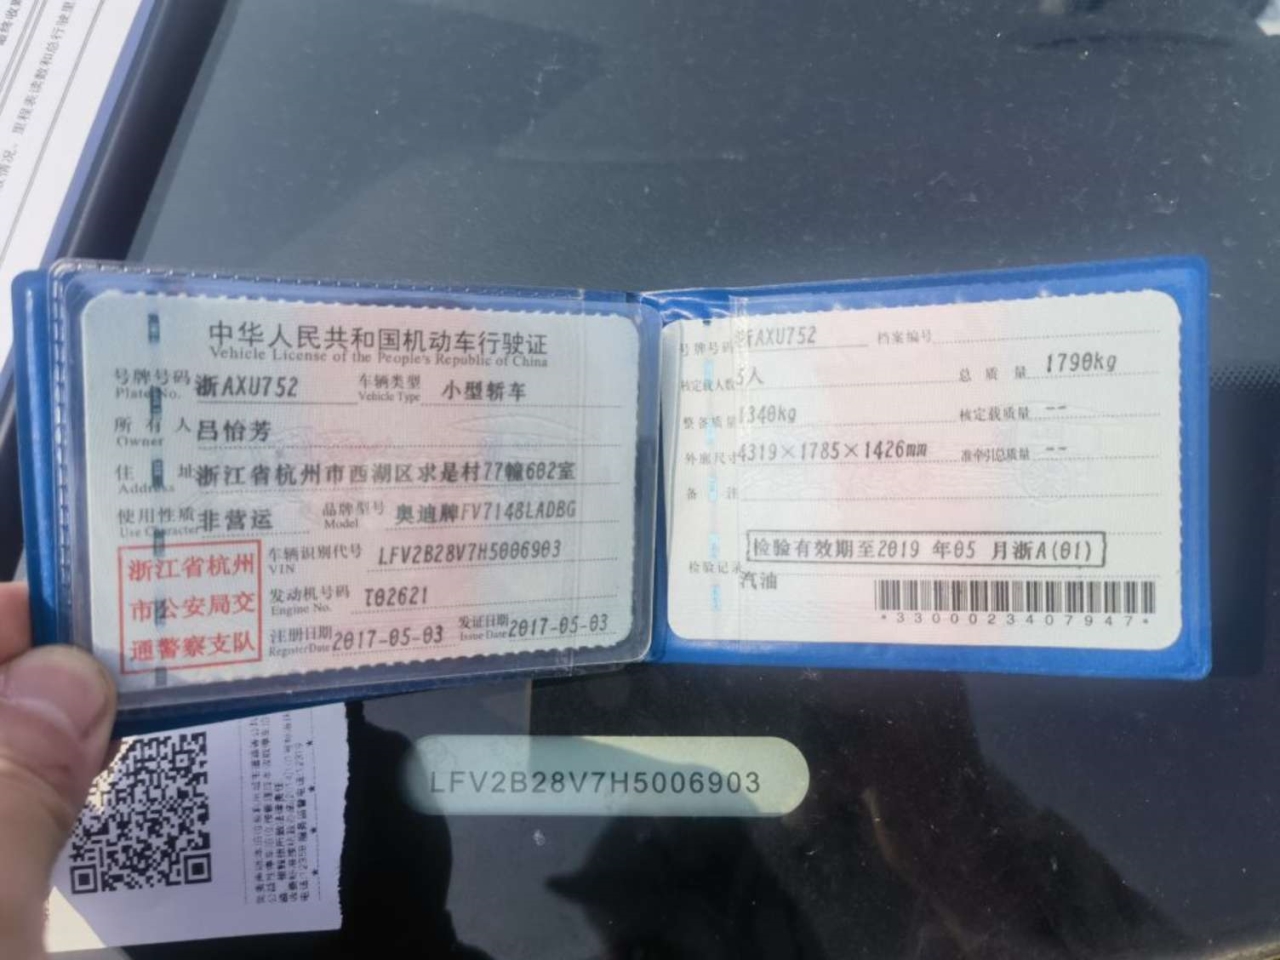 里程表读数和总行驶里
中华人民共和国机动车行驶证
Vehicle License of the People's Republic of China
号牌号码 浙AXU752 车辆类型 小型轿车
Plate No. Vehicle Type
所有人 吕怡芳
Owner
住址 浙江省杭州市西湖区求是村77幢602室
Address
使用性质 非营运 品牌型号 奥迪牌FV7148LADBG
Use Character Model
浙江省杭州
市公安局交
通警察支队
车辆识别代号 LFV2B28V7H5006903
VIN
发动机号码 T02621
Engine No.
注册日期 2017-05-03 发证日期 2017-05-03
Register Date Issue Date
号牌号码 浙AXU752 档案编号
核定载人数 5人 总质量 1790kg
整备质量 1340kg 核定载质量 --
外廓尺寸 4319×1785×1426mm 准牵引总质量 --
备注
检验有效期至2019 年05 月浙A(01)
检验记录
汽油
*3300023407947*
LFV2B28V7H5006903